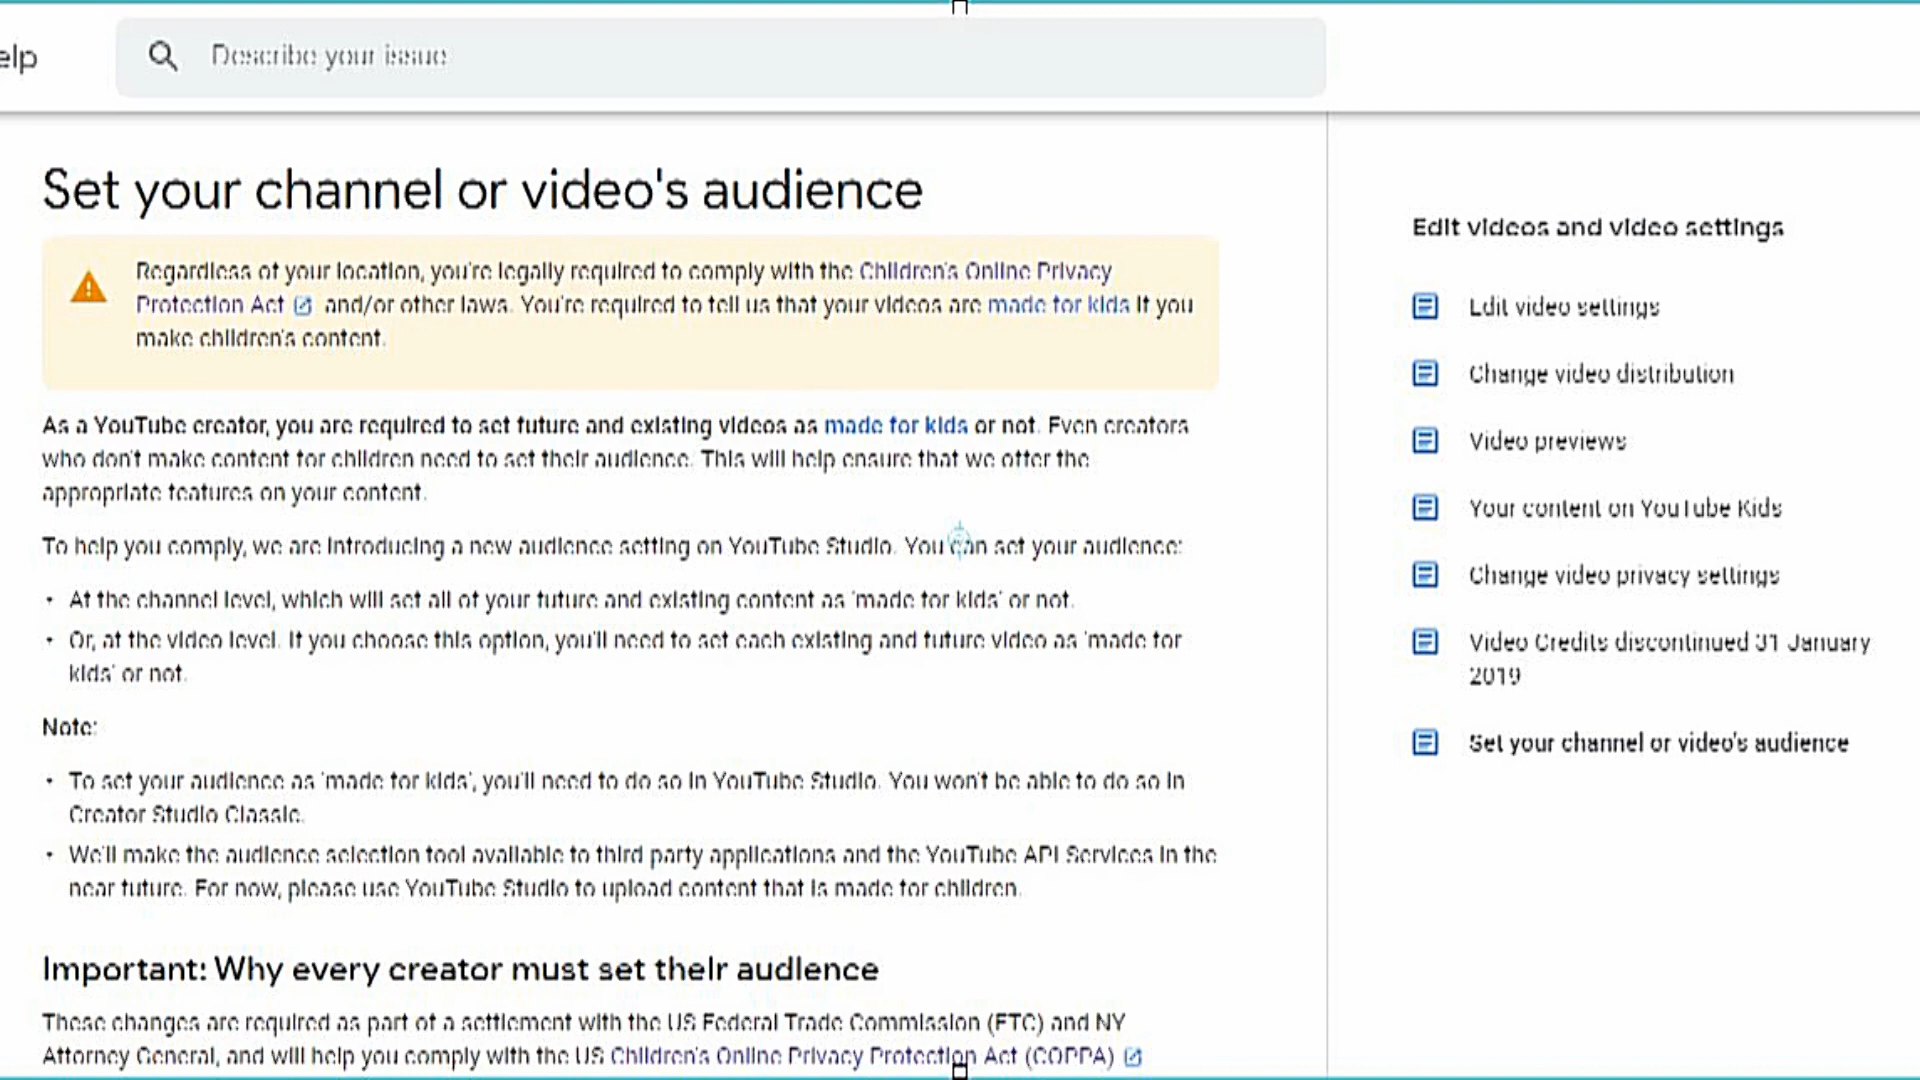 elp
Describe your issue
Set your channel or video's audience
Regardless of your location, you're legally required to comply with the Children's Online Privacy
Protection Act and/or other laws. You're required to tell us that your videos are made for kids if you
make children's content.
As a YouTube creator, you are required to set future and existing videos as made for kids or not. Even creators
who don't make content for children need to set their audience. This will help ensure that we offer the
appropriate features on your content.
To help you comply, we are introducing a new audience setting on YouTube Studio. You can set your audience:
• At the channel level, which will set all of your future and existing content as 'made for kids' or not.
• Or, at the video level. If you choose this option, you'll need to set each existing and future video as 'made for
kids' or not.
Note:
• To set your audience as 'made for kids', you'll need to do so in YouTube Studio. You won't be able to do so in
Creator Studio Classic.
• We'll make the audience selection tool available to third party applications and the YouTube API Services in the
near future. For now, please use YouTube Studio to upload content that is made for children.
Important: Why every creator must set their audience
These changes are required as part of a settlement with the US Federal Trade Commission (FTC) and NY
Attorney General, and will help you comply with the US Children's Online Privacy Protection Act (COPPA)
Edit videos and video settings
Edit video settings
Change video distribution
Video previews
Your content on YouTube Kids
Change video privacy settings
Video Credits discontinued 31 January
2019
Set your channel or video's audience